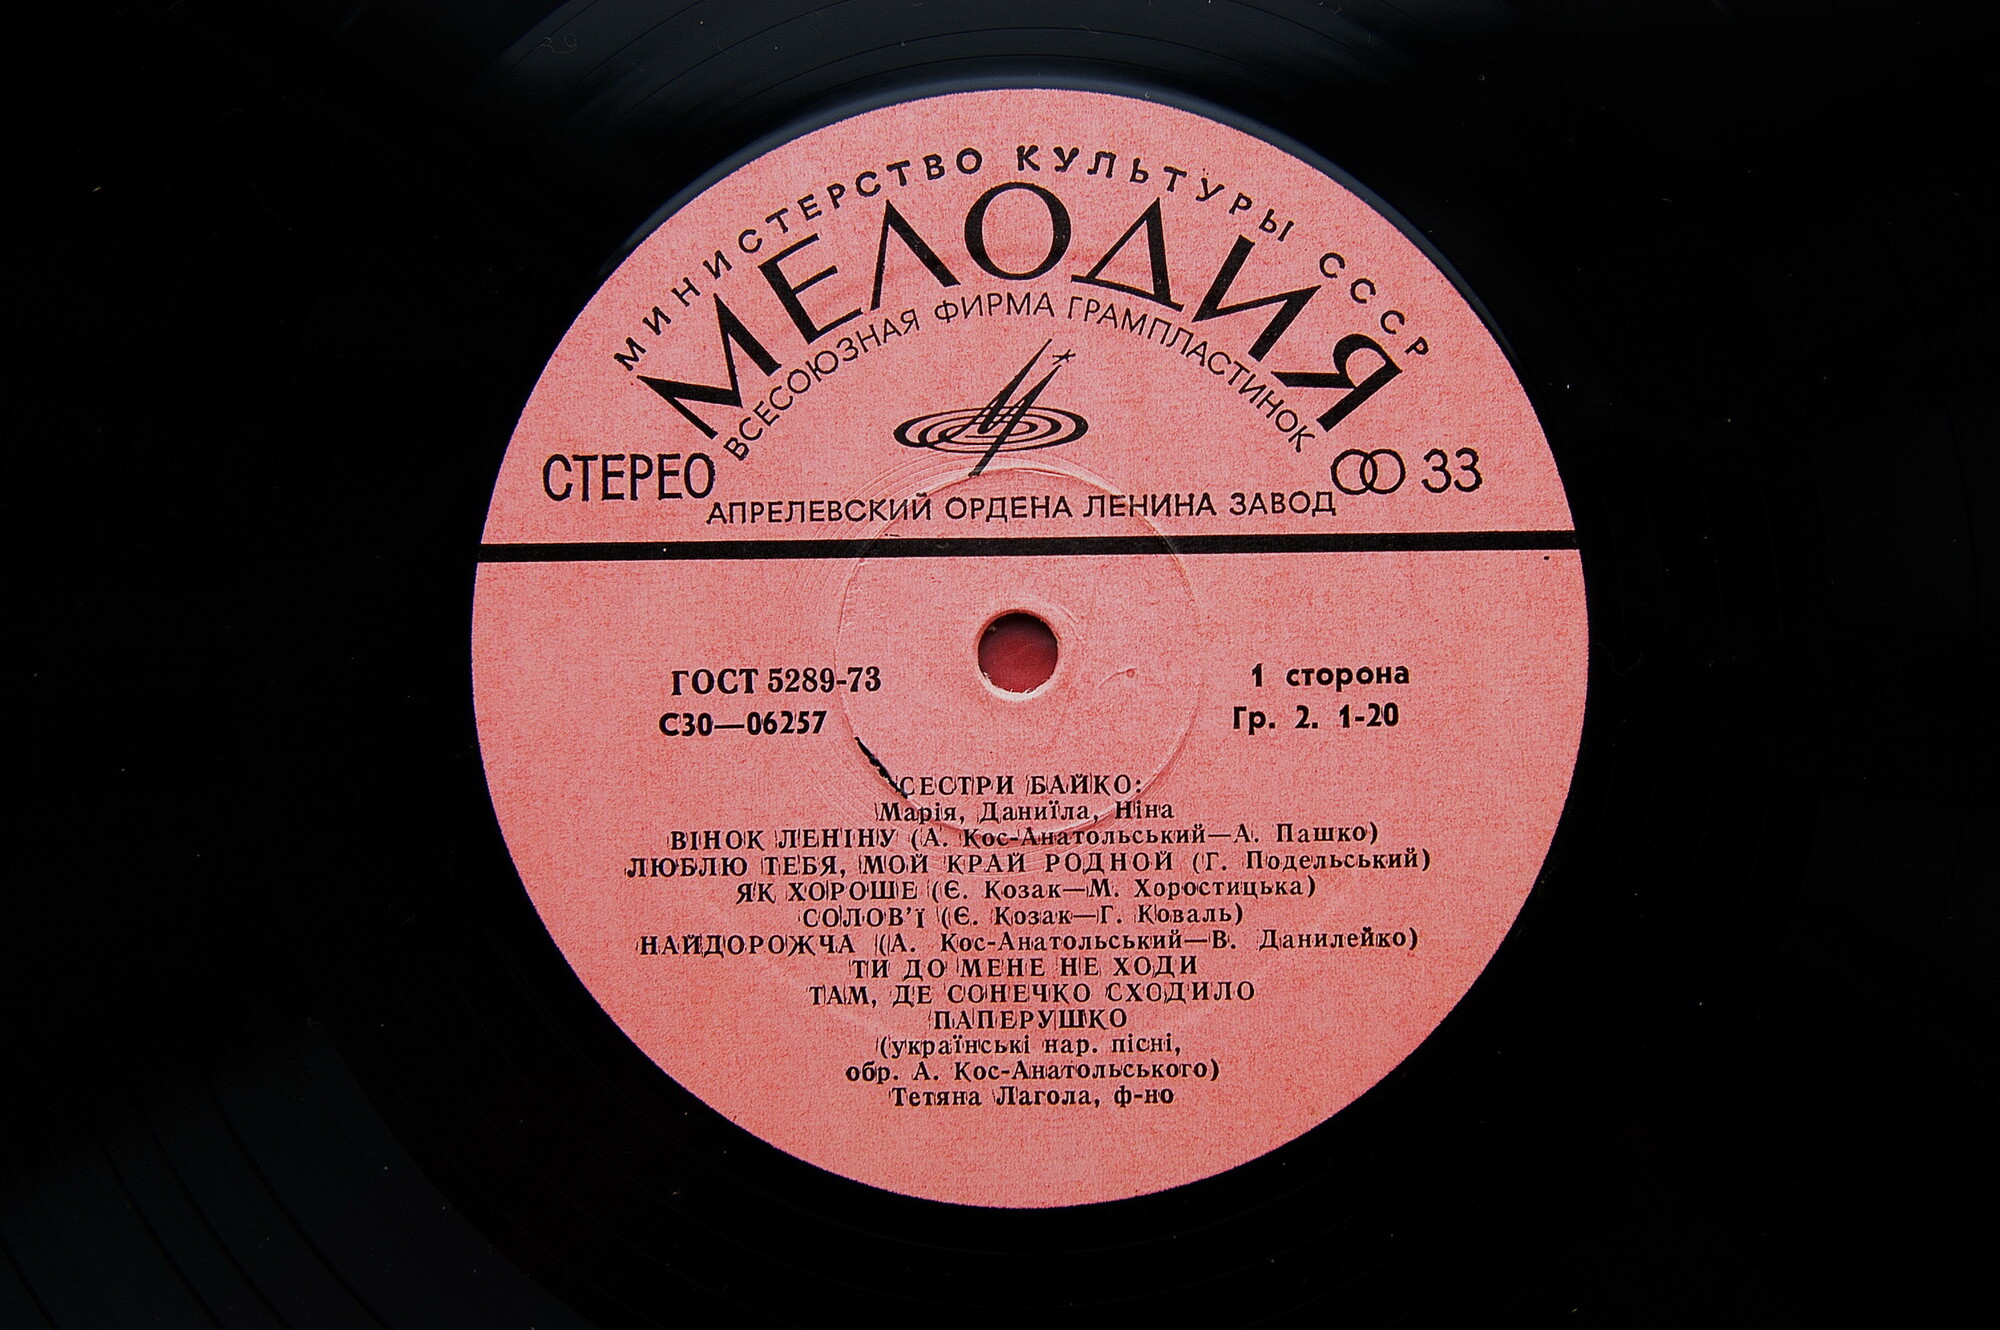 МИНИСТЕРСТВО КУЛЬТУРЫ СССР
МЕЛОДИЯ
ВСЕСОЮЗНАЯ ФИРМА ГРАМПЛАСТИНОК
СТЕРЕО
33
АПРЕЛЕВСКИЙ ОРДЕНА ЛЕНИНА ЗАВОД
ГОСТ 5289-73
1 сторона
С30—06257
Гр. 2. 1-20
СЕСТРИ БАЙКО:
Марія, Даниїла, Ніна
ВІНОК ЛЕНІНУ (А. Кос-Анатольський—А. Пашко)
ЛЮБЛЮ ТЕБЯ, МОЙ КРАЙ РОДНОЙ (Г. Подельський)
ЯК ХОРОШЕ (Є. Козак—М. Хоростицька)
СОЛОВ'Ї (Є. Козак—Г. Коваль)
НАЙДОРОЖЧА (А. Кос-Анатольський—В. Данилейко)
ТИ ДО МЕНЕ НЕ ХОДИ
ТАМ, ДЕ СОНЕЧКО СХОДИЛО
ПАПЕРУШКО
(українські нар. пісні,
обр. А. Кос-Анатольського)
Тетяна Лагола, ф-но